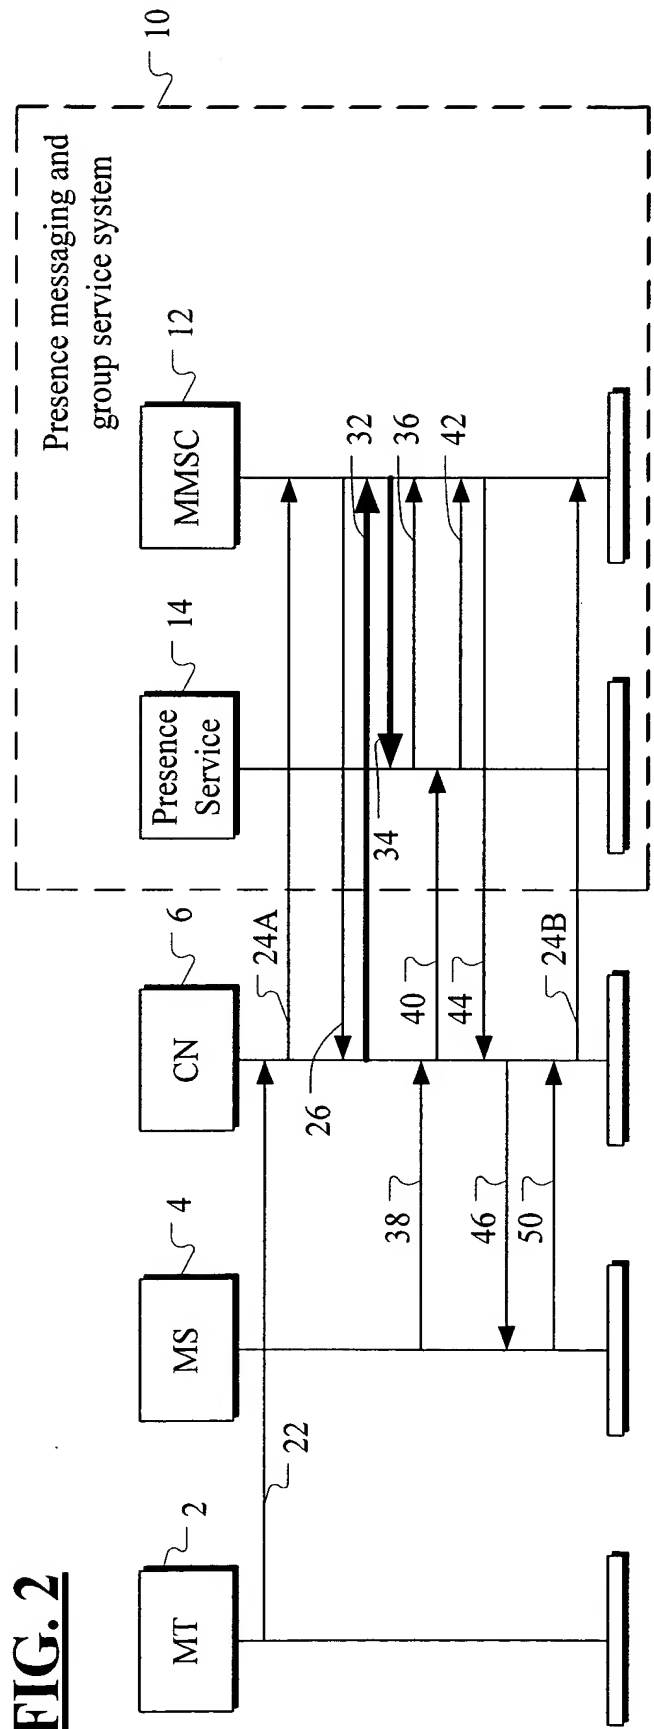 FIG. 2
Presence messaging and
group service system
10
MT
2
MS
4
CN
6
Presence
Service
14
MMSC
12
22
24A
26
32
34
36
38
40
42
44
46
50
24B